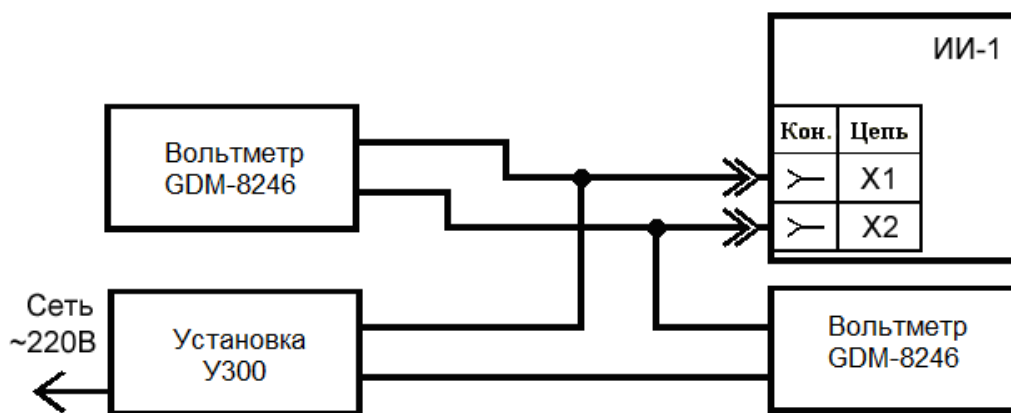 ИИ-1
Вольтметр
GDM-8246
Кон. Цепь
X1
X2
Сеть
~220В
Установка
У300
Вольтметр
GDM-8246